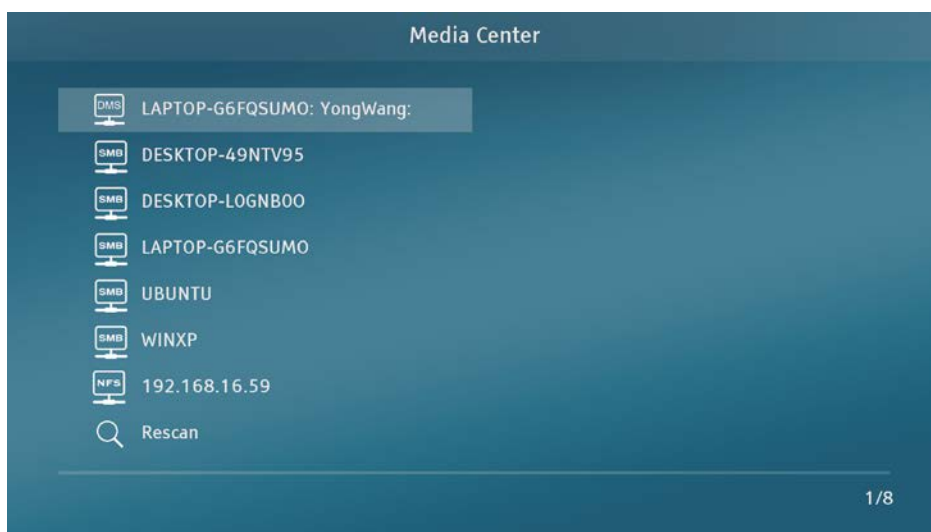 Media Center
DMS LAPTOP-G6FQSUMO: YongWang:
SMB DESKTOP-49NTV95
SMB DESKTOP-L0GNB0O
SMB LAPTOP-G6FQSUMO
SMB UBUNTU
SMB WINXP
NFS 192.168.16.59
Rescan
1/8